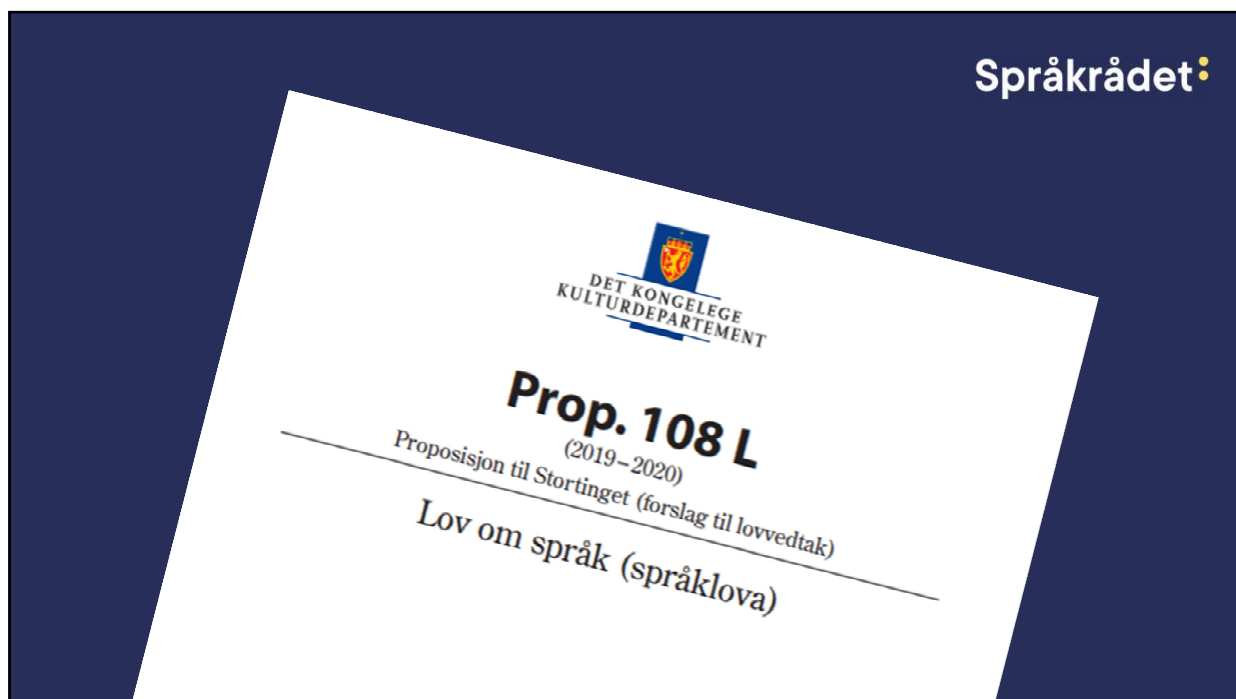 Språkrådet:
DET KONGELEGE
KULTURDEPARTEMENT
Prop. 108 L
(2019–2020)
Proposisjon til Stortinget (forslag til lovvedtak)
Lov om språk (språklova)